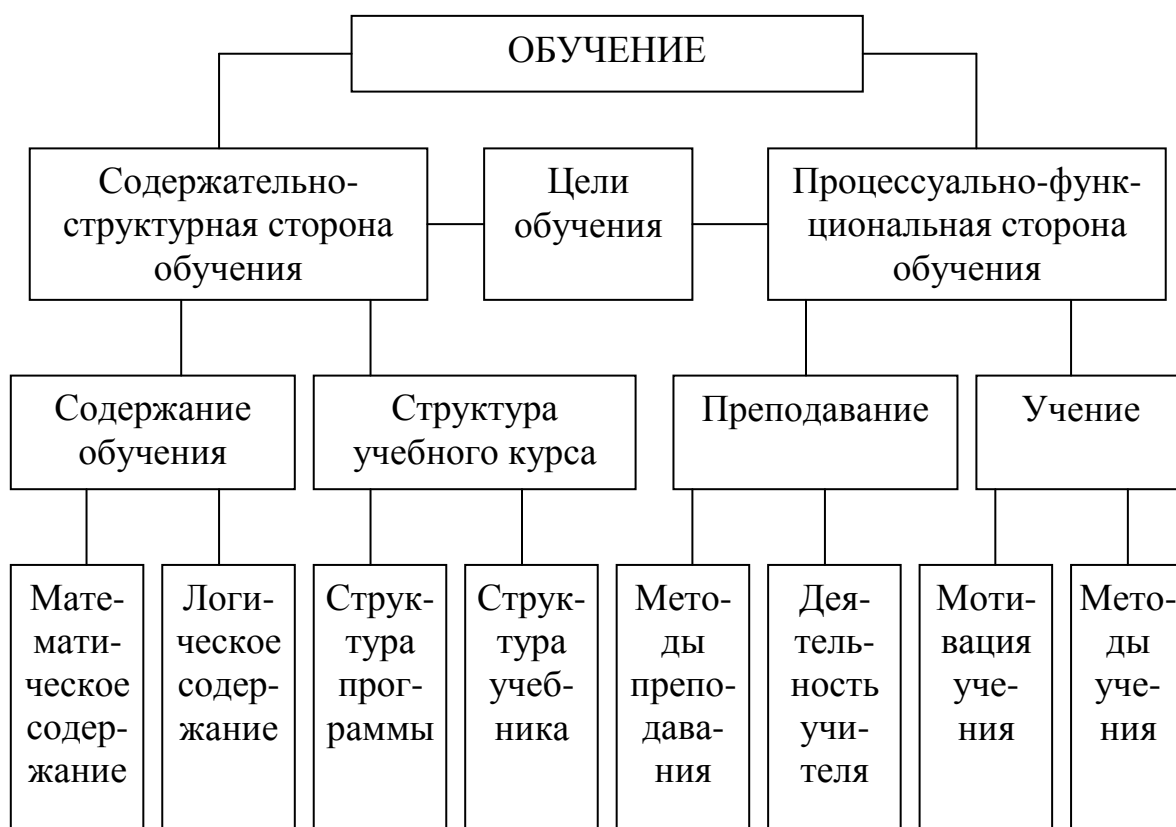 ОБУЧЕНИЕ
Содержательно-
структурная сторона
обучения
Цели
обучения
Процессуально-функ-
циональная сторона
обучения
Содержание
обучения
Структура
учебного курса
Преподавание
Учение
Мате-
мати-
ческое
содер-
жание
Логи-
ческое
содер-
жание
Струк-
тура
прог-
раммы
Струк-
тура
учеб-
ника
Мето-
ды
препо-
дава-
ния
Дея-
тель-
ность
учи-
теля
Моти-
вация
уче-
ния
Мето-
ды
уче-
ния